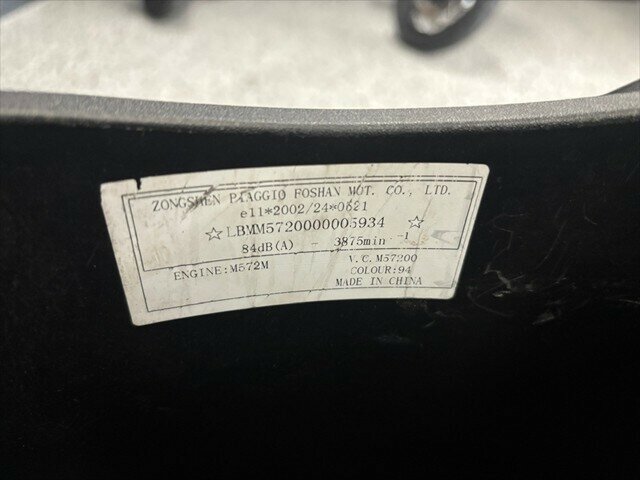 ZONGSHEN PIAGGIO FOSHAN MOT. CO., LTD.
e11*2002/24*0621
☆LBMM5720000005934☆
84dB(A) - 3875min⁻¹
ENGINE:M572M
V.C.M57200
COLOUR:94
MADE IN CHINA